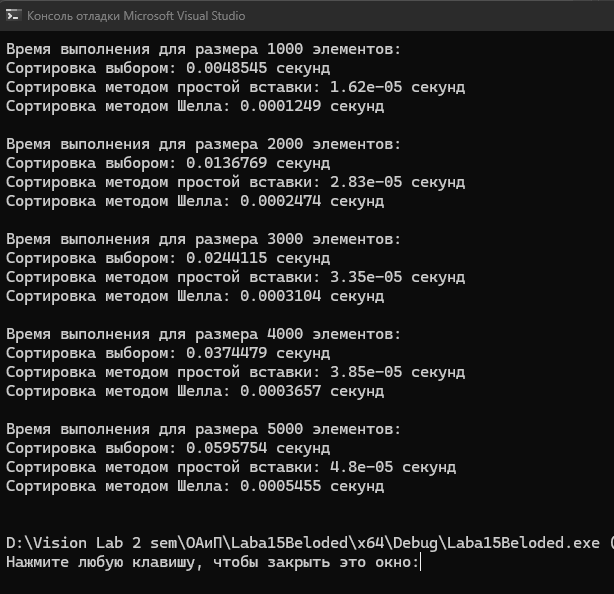 Консоль отладки Microsoft Visual Studio
Время выполнения для размера 1000 элементов:
Сортировка выбором: 0.0048545 секунд
Сортировка методом простой вставки: 1.62e-05 секунд
Сортировка методом Шелла: 0.0001249 секунд
Время выполнения для размера 2000 элементов:
Сортировка выбором: 0.0136769 секунд
Сортировка методом простой вставки: 2.83e-05 секунд
Сортировка методом Шелла: 0.0002474 секунд
Время выполнения для размера 3000 элементов:
Сортировка выбором: 0.0244115 секунд
Сортировка методом простой вставки: 3.35e-05 секунд
Сортировка методом Шелла: 0.0003104 секунд
Время выполнения для размера 4000 элементов:
Сортировка выбором: 0.0374479 секунд
Сортировка методом простой вставки: 3.85e-05 секунд
Сортировка методом Шелла: 0.0003657 секунд
Время выполнения для размера 5000 элементов:
Сортировка выбором: 0.0595754 секунд
Сортировка методом простой вставки: 4.8e-05 секунд
Сортировка методом Шелла: 0.0005455 секунд
D:\Vision Lab 2 sem\ОАиП\Laba15Beloded\x64\Debug\Laba15Beloded.exe (
Нажмите любую клавишу, чтобы закрыть это окно: